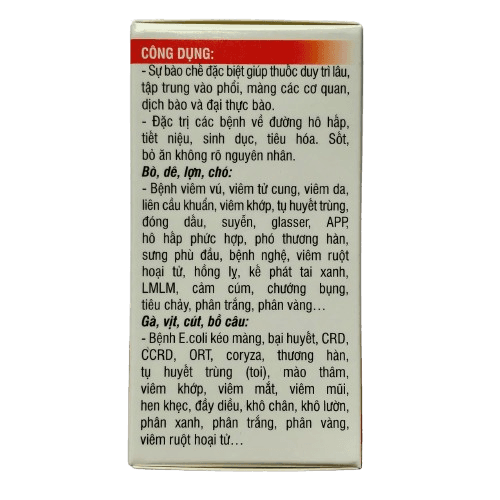 CÔNG DỤNG:
- Sự bào chế đặc biệt giúp thuốc duy trì lâu,
tập trung vào phổi, màng các cơ quan,
dịch bào và đại thực bào.
- Đặc trị các bệnh về đường hô hấp,
tiết niệu, sinh dục, tiêu hóa. Sốt,
bỏ ăn không rõ nguyên nhân.
Bò, dê, lợn, chó:
- Bệnh viêm vú, viêm tử cung, viêm da,
liên cầu khuẩn, viêm khớp, tụ huyết trùng,
đóng dấu, suyễn, glasser, APP,
hô hấp phức hợp, phó thương hàn,
sưng phù đầu, bệnh nghệ, viêm ruột
hoại tử, hồng lỵ, kế phát tai xanh,
LMLM, cảm cúm, chướng bụng,
tiêu chảy, phân trắng, phân vàng...
Gà, vịt, cút, bồ câu:
- Bệnh E.coli kéo màng, bại huyết, CRD,
CCRD, ORT, coryza, thương hàn,
tụ huyết trùng (toi), mào thâm,
viêm khớp, viêm mắt, viêm mũi,
hen khẹc, đầy diều, khô chân, khô lườn,
phân xanh, phân trắng, phân vàng,
viêm ruột hoại tử...